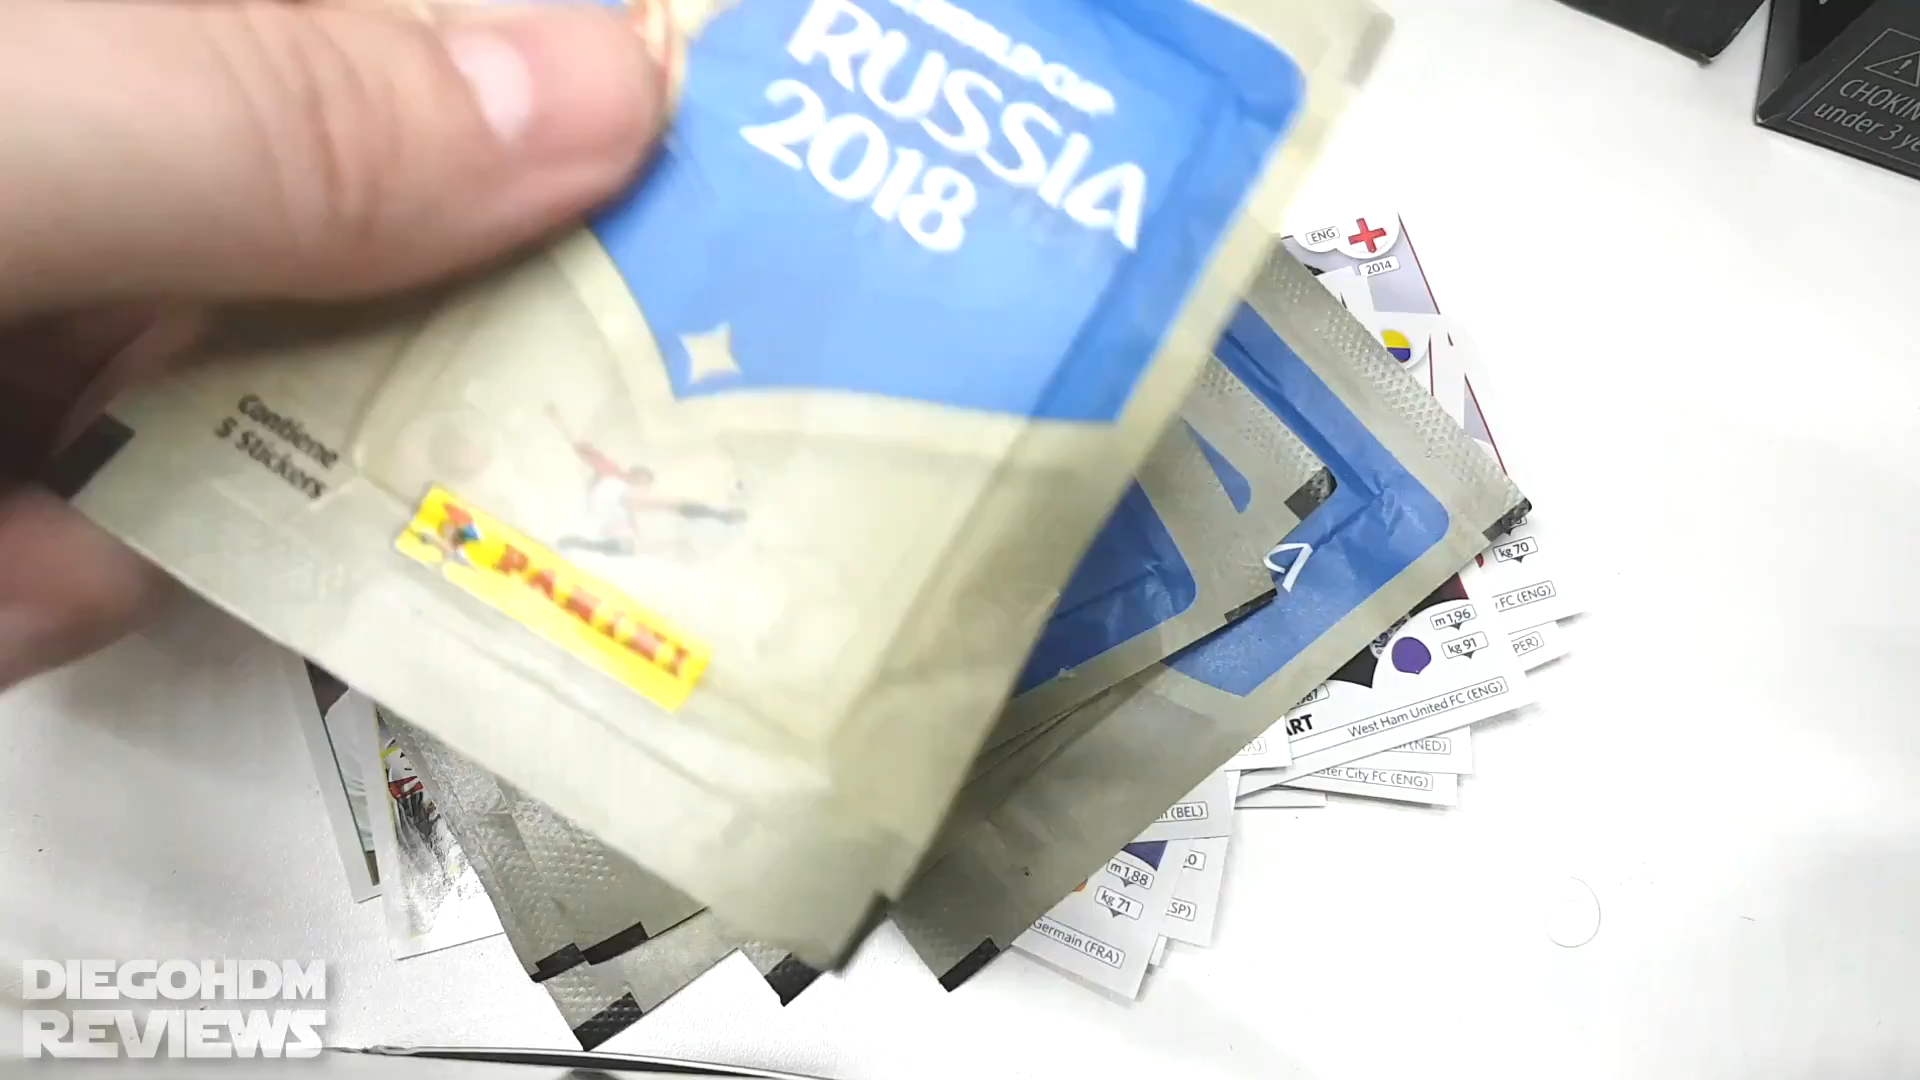 RUSSIA
2018
Contiene
5 Stickers
PANINI
CHOKIN
under 3 ye
ENG
2014
kg 70
FC (ENG)
m 1,96
kg 91
PER)
ART
West Ham United FC (ENG)
(NED)
ster City FC (ENG)
(BEL)
m 1,88
kg 71
SP)
Germain (FRA)
DIEGOHDM
REVIEWS